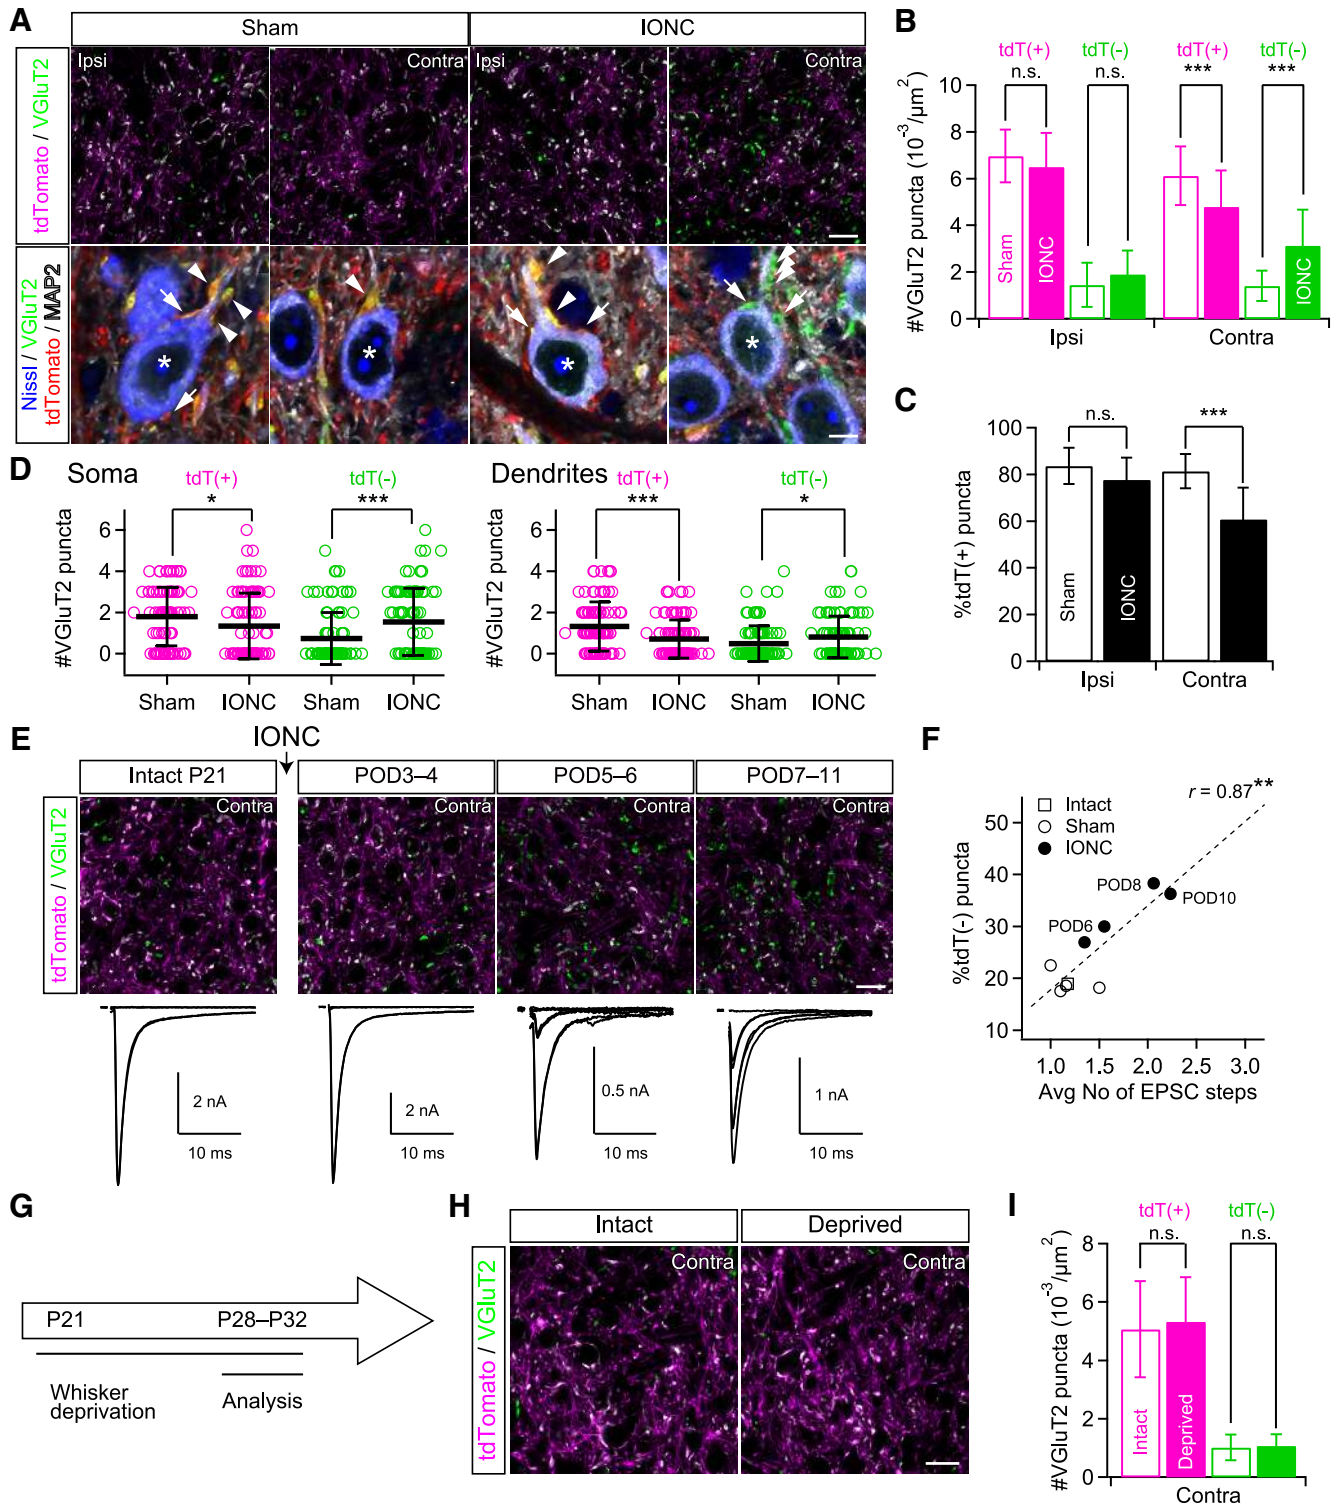 A
Sham
IONC
tdTomato / VGluT2
Ipsi
Contra
Ipsi
Contra
Nissl / VGluT2
tdTomato / MAP2
*
*
*
*
B
tdT(+)
tdT(-)
tdT(+)
tdT(-)
n.s.
n.s.
***
***
#VGluT2 puncta (10⁻³/μm²)
10
8
6
4
2
0
Sham
IONC
IONC
Ipsi
Contra
C
n.s.
***
%tdT(+) puncta
100
80
60
40
20
0
Sham
IONC
Ipsi
Contra
D
Soma
tdT(+)
tdT(-)
*
***
#VGluT2 puncta
6
4
2
0
Sham
IONC
Sham
IONC
Dendrites
tdT(+)
tdT(-)
***
*
#VGluT2 puncta
6
4
2
0
Sham
IONC
Sham
IONC
E
IONC
Intact P21
POD3–4
POD5–6
POD7–11
tdTomato / VGluT2
Contra
Contra
Contra
Contra
2 nA
10 ms
2 nA
10 ms
0.5 nA
10 ms
1 nA
10 ms
F
r = 0.87**
Intact
Sham
IONC
POD8
POD10
POD6
%tdT(-) puncta
50
40
30
20
10
1.0
1.5
2.0
2.5
3.0
Avg No of EPSC steps
G
P21
P28–P32
Whisker
deprivation
Analysis
H
Intact
Deprived
tdTomato / VGluT2
Contra
Contra
I
tdT(+)
tdT(-)
n.s.
n.s.
#VGluT2 puncta (10⁻³/μm²)
8
6
4
2
0
Intact
Deprived
Contra